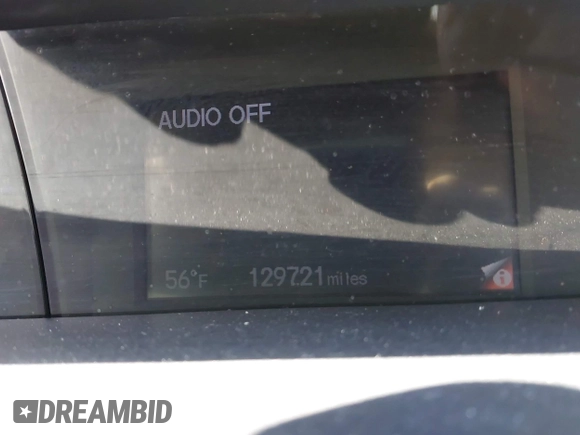 AUDIO OFF
56°F 129721 miles
DREAMBID